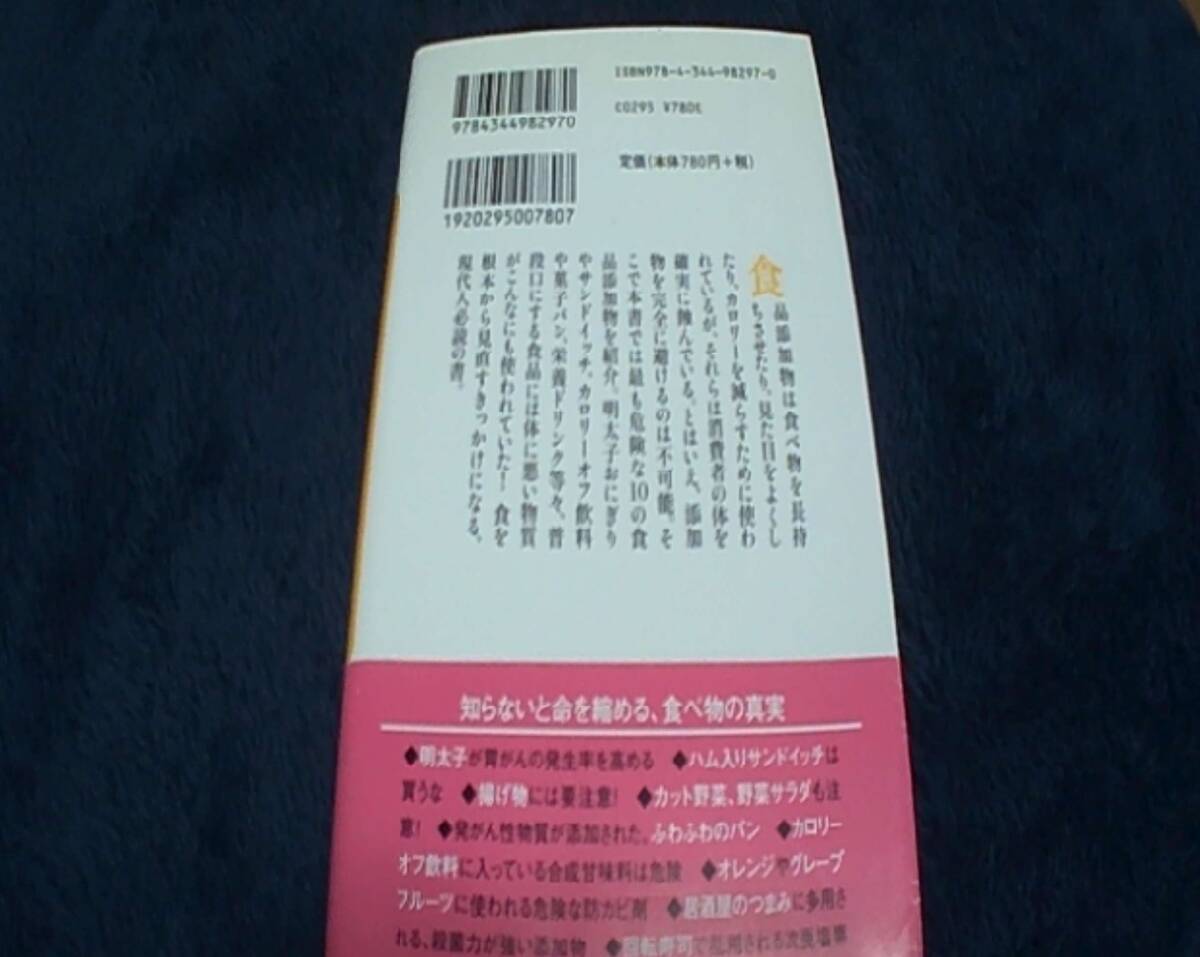 9784344982970
ISBN978-4-344-98297-0
C0295 ¥780E
1920295007807
定価(本体780円+税)
食品添加物は食べ物を長持
ちさせたり、見た目をよくし
たり、カロリーを減らすために使わ
れているが、それらは消費者の体を
確実に蝕んでいる。とはいえ、添加
物を完全に避けるのは不可能。そ
こで本書では最も危険な10の食
品添加物を紹介。明太子おにぎり
やサンドイッチ、カロリーオフ飲料
や菓子パン、栄養ドリンク等々、普
段口にする食品には体に悪い物質
がこんなにも使われていた! 食を
根本から見直すきっかけになる。
現代人必読の書。
知らないと命を縮める、食べ物の真実
◆明太子が胃がんの発生率を高める ◆ハム入りサンドイッチは
買うな ◆揚げ物には要注意! ◆カット野菜、野菜サラダも注
意! ◆発がん性物質が添加された、ふわふわのパン ◆カロリー
オフ飲料に入っている合成甘味料は危険 ◆オレンジやグレープ
フルーツに使われる危険な防カビ剤 ◆居酒屋のつまみに多用さ
れる、殺菌力が強い添加物 ◆回転寿司で乱用される次亜塩素